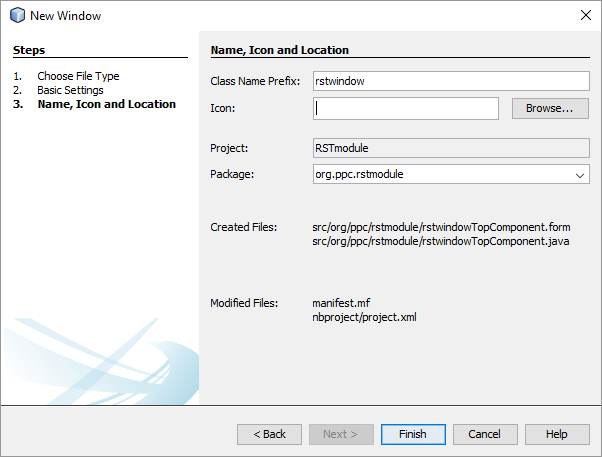 New Window
Steps
1. Choose File Type
2. Basic Settings
3. Name, Icon and Location
Name, Icon and Location
Class Name Prefix: rstwindow
Icon: Browse...
Project: RSTmodule
Package: org.ppc.rstmodule
Created Files: src/org/ppc/rstmodule/rstwindowTopComponent.form
src/org/ppc/rstmodule/rstwindowTopComponent.java
Modified Files: manifest.mf
nbproject/project.xml
< Back Next > Finish Cancel Help